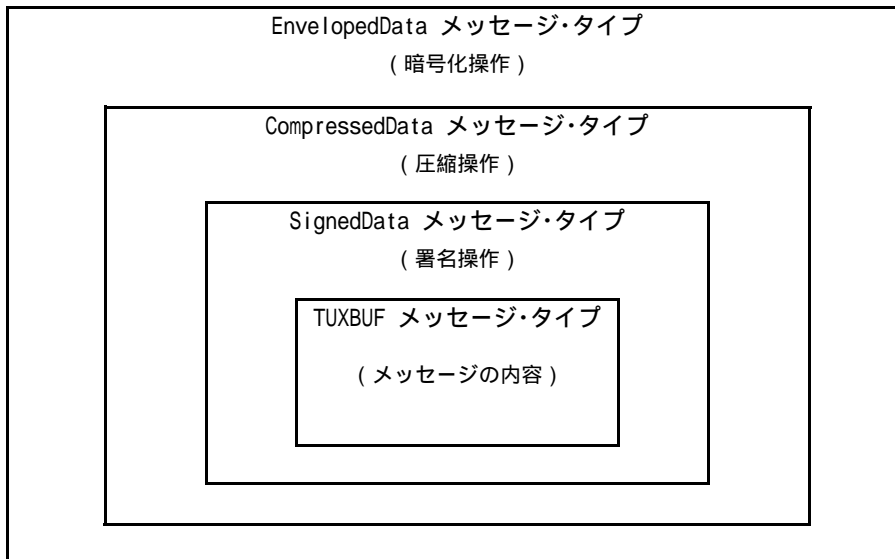 EnvelopedData メッセージ・タイプ
(暗号化操作)
CompressedData メッセージ・タイプ
(圧縮操作)
SignedData メッセージ・タイプ
(署名操作)
TUXBUF メッセージ・タイプ
(メッセージの内容)